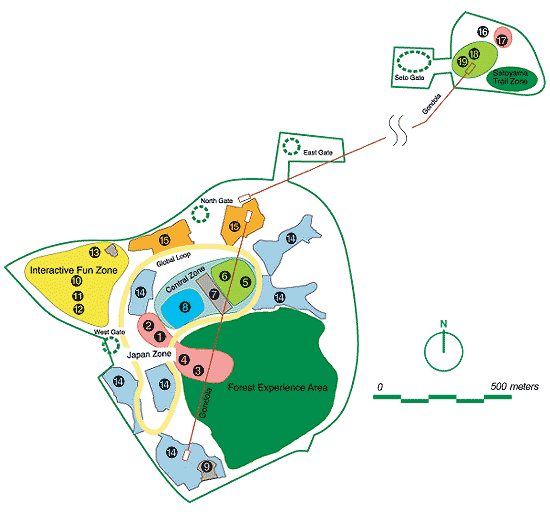 16
17
18
19
Seto Gate
Satoyama
Trail Zone
Gondola
East Gate
North Gate
15
15
14
13
Global Loop
Interactive Fun Zone
10
11
12
Central Zone
6
5
7
8
14
14
2
1
West Gate
Japan Zone
4
3
14
14
Gondola
Forest Experience Area
14
9
N
0
500 meters